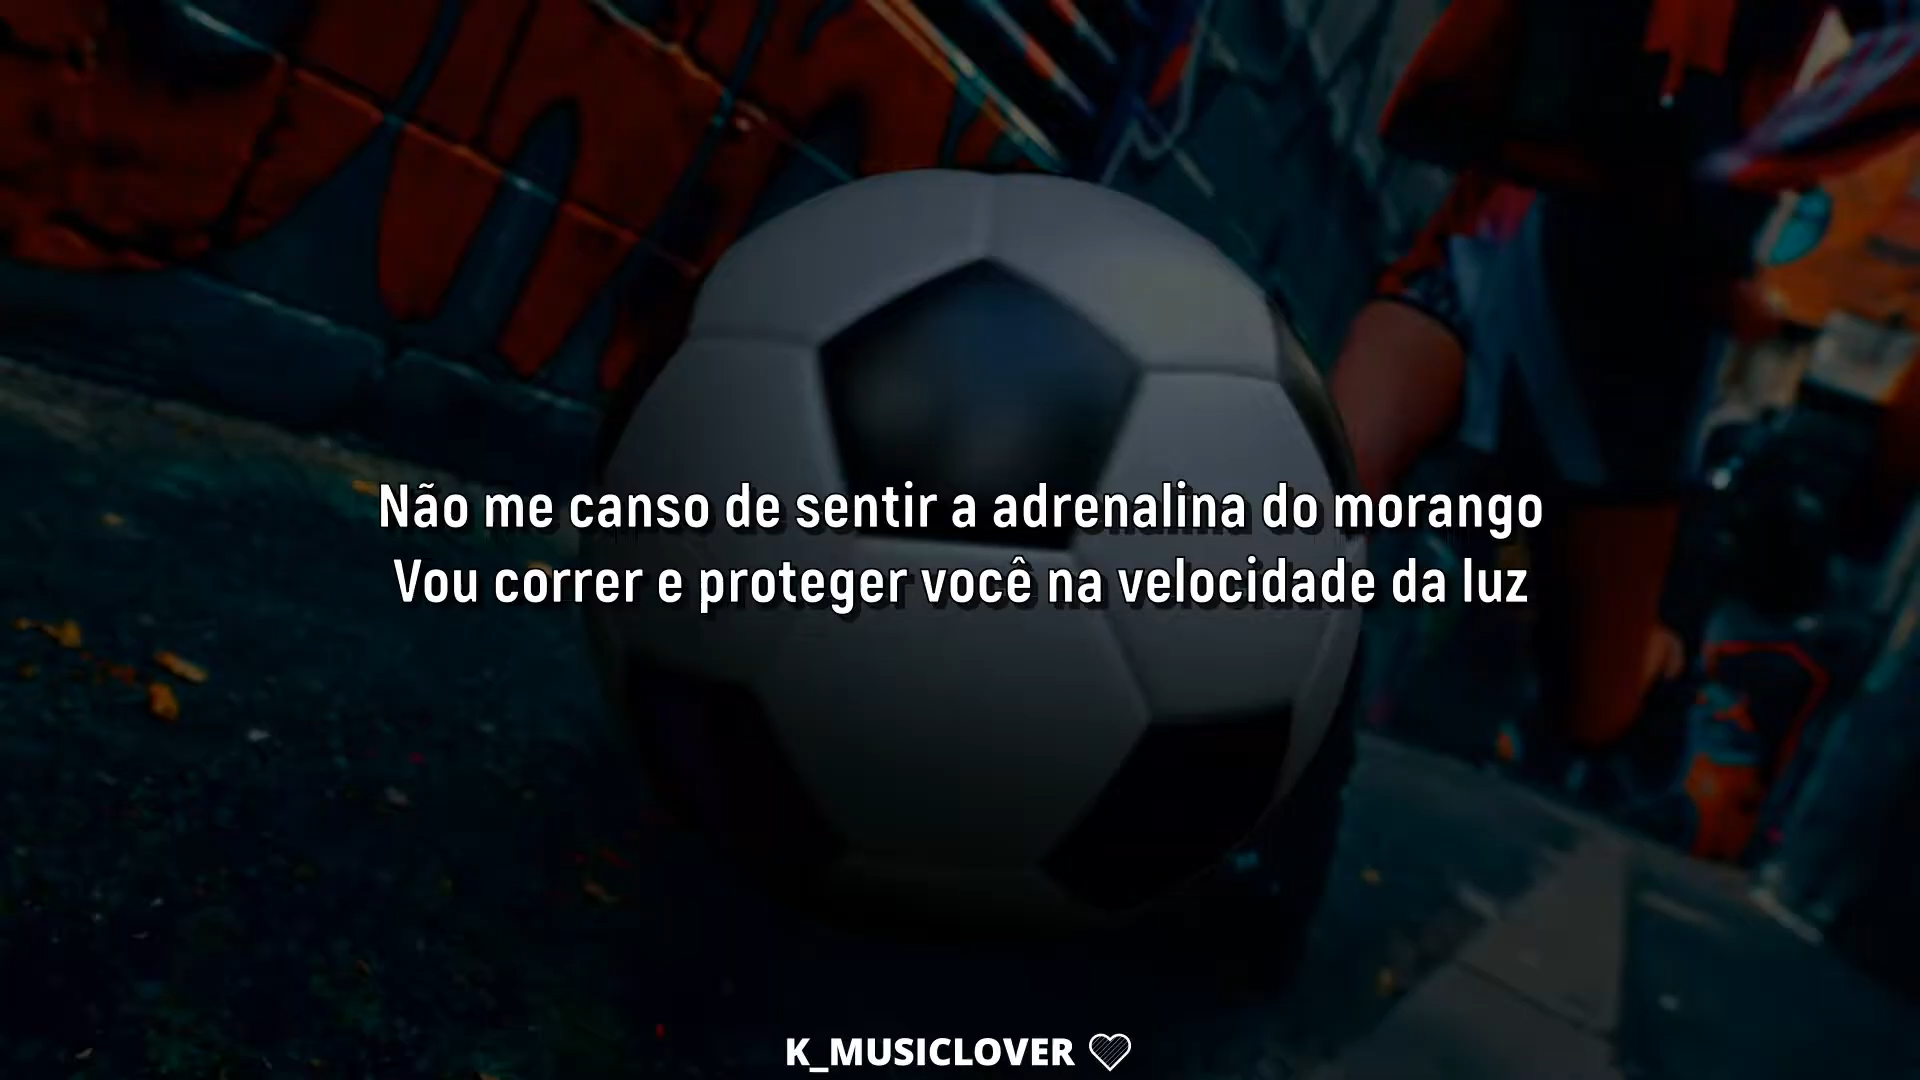 Não me canso de sentir a adrenalina do morango
Vou correr e proteger você na velocidade da luz
K_MUSICLOVER